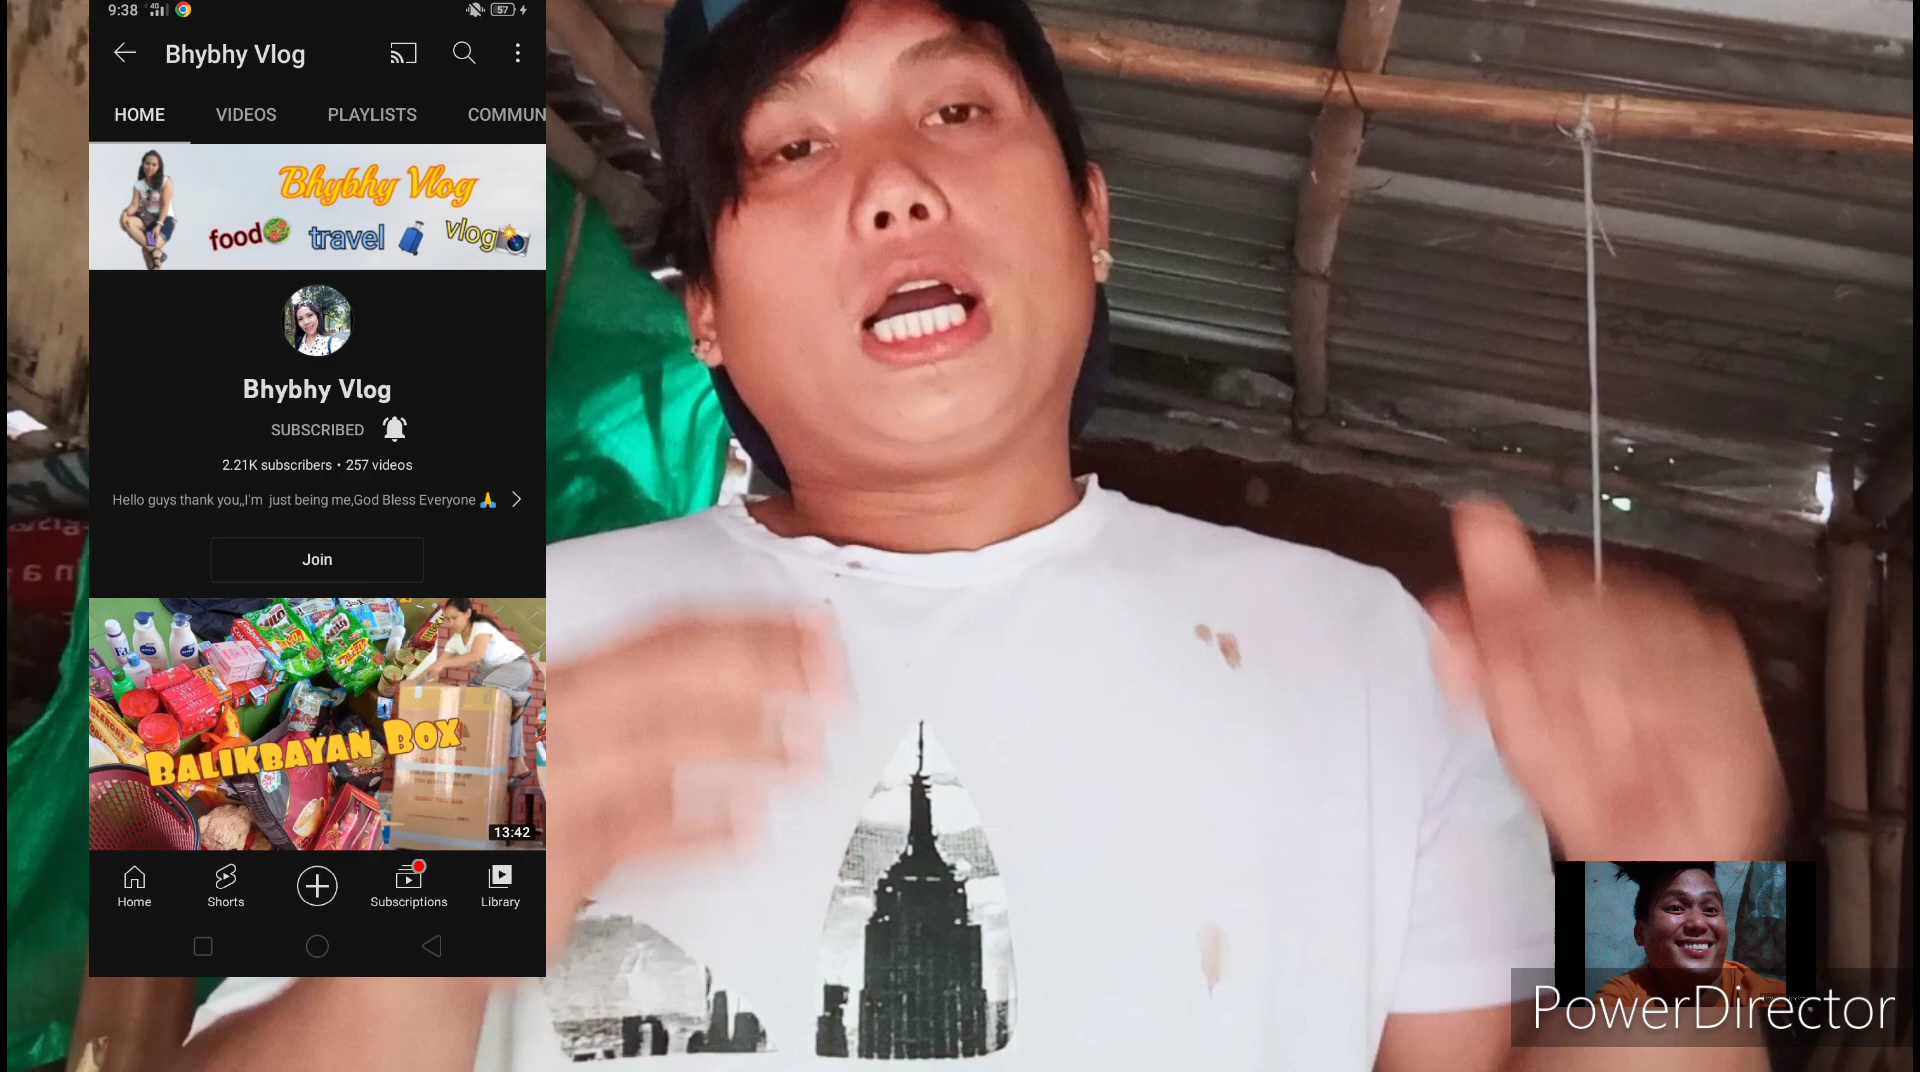 9:38
57
Bhybhy Vlog
HOME VIDEOS PLAYLISTS COMMUN
Bhybhy Vlog
food travel vlog
Bhybhy Vlog
SUBSCRIBED
2.21K subscribers • 257 videos
Hello guys thank you,,I'm just being me,God Bless Everyone 🙏
Join
BALIKBAYAN BOX
13:42
Home Shorts Subscriptions Library
PowerDirector